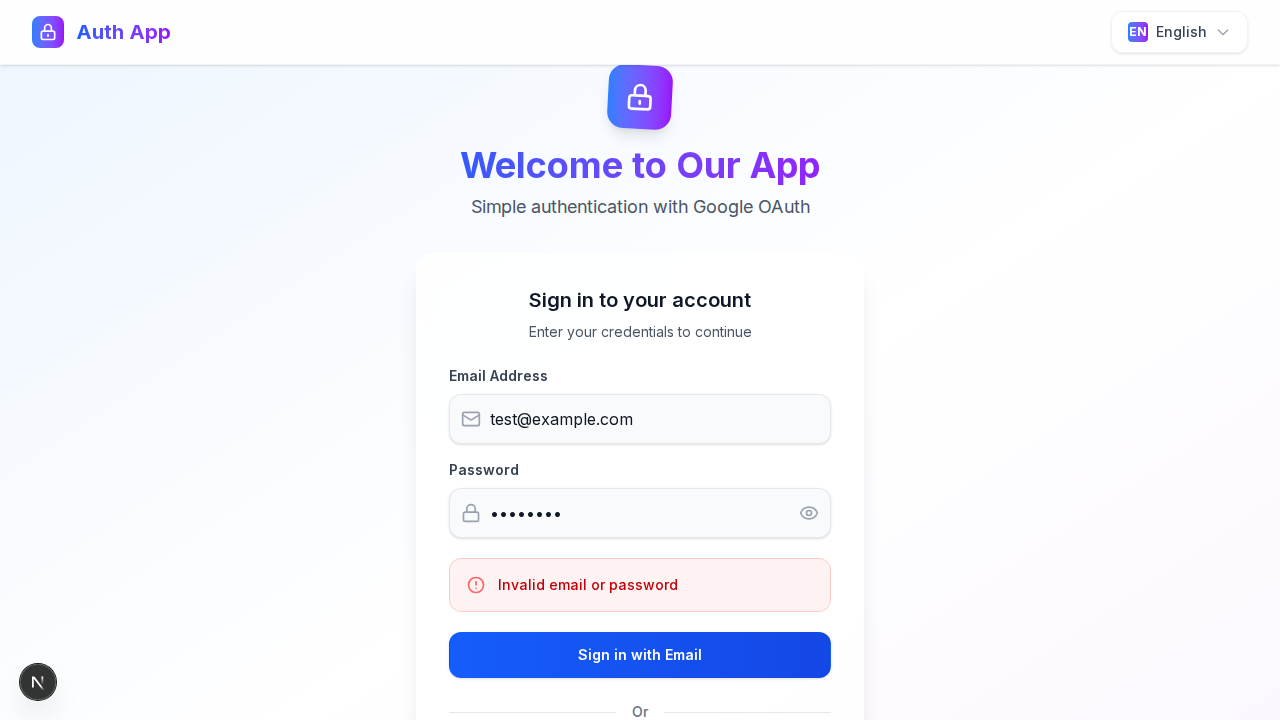 Auth App
EN English
Welcome to Our App
Simple authentication with Google OAuth
Sign in to your account
Enter your credentials to continue
Email Address
test@example.com
Password
••••••••
Invalid email or password
Sign in with Email
N
Or